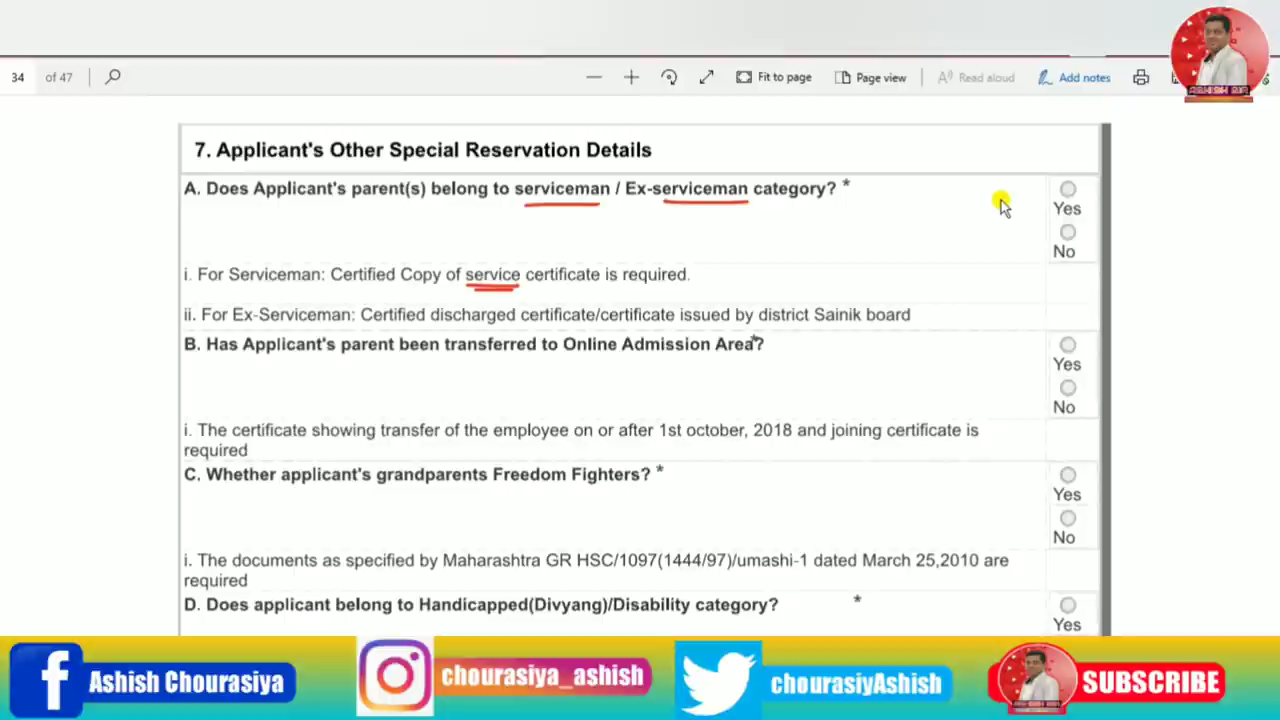 34 of 47 Fit to page Page view Read aloud Add notes
ASHISH SIR
7. Applicant's Other Special Reservation Details
A. Does Applicant's parent(s) belong to serviceman / Ex-serviceman category? *
Yes
No
i. For Serviceman: Certified Copy of service certificate is required.
ii. For Ex-Serviceman: Certified discharged certificate/certificate issued by district Sainik board
B. Has Applicant's parent been transferred to Online Admission Area*?
Yes
No
i. The certificate showing transfer of the employee on or after 1st october, 2018 and joining certificate is
required
C. Whether applicant's grandparents Freedom Fighters? *
Yes
No
i. The documents as specified by Maharashtra GR HSC/1097(1444/97)/umashi-1 dated March 25,2010 are
required
D. Does applicant belong to Handicapped(Divyang)/Disability category? *
Yes
Ashish Chourasiya chourasiya_ashish chourasiyAshish SUBSCRIBE